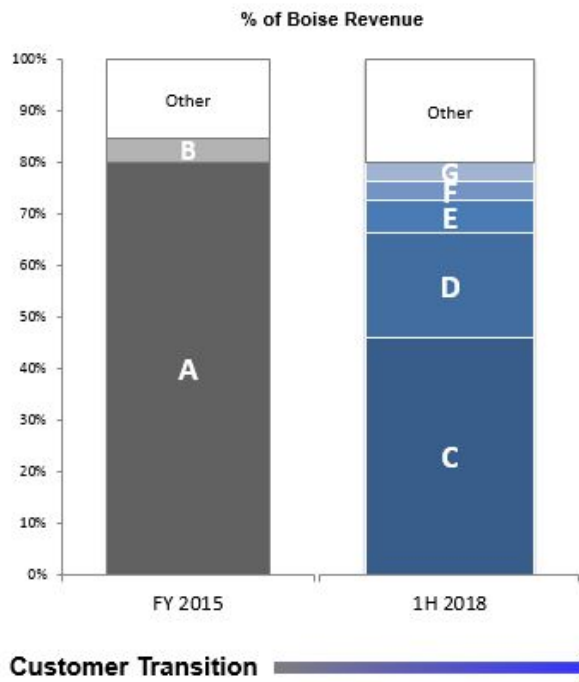 % of Boise Revenue
100%
90%
80%
70%
60%
50%
40%
30%
20%
10%
0%
Other
B
A
Other
G
F
E
D
C
FY 2015
1H 2018
Customer Transition